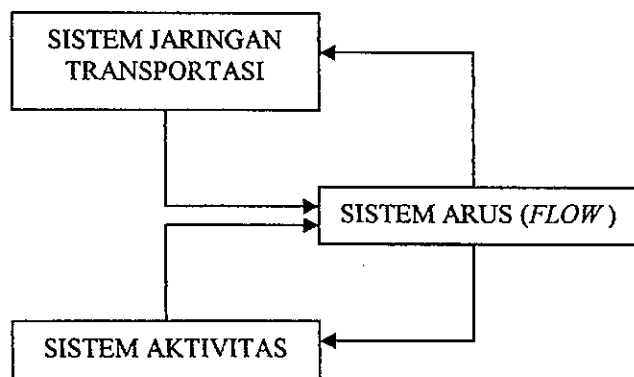 SISTEM JARINGAN
TRANSPORTASI
SISTEM ARUS (FLOW )
SISTEM AKTIVITAS